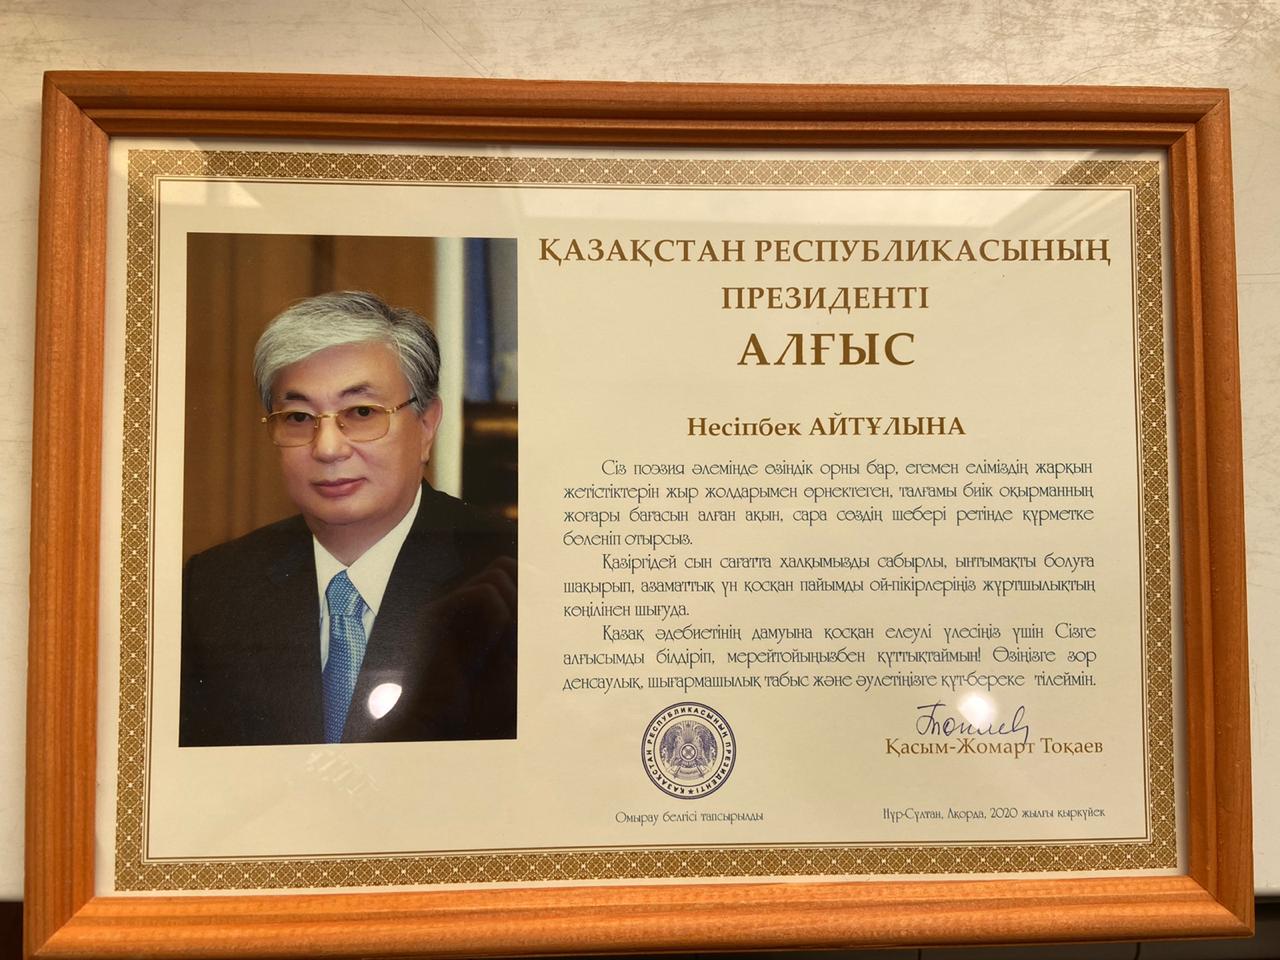 ҚАЗАҚСТАН РЕСПУБЛИКАСЫНЫҢ
ПРЕЗИДЕНТІ
АЛҒЫС
Несіпбек АЙТҰЛЫНА
Сіз поэзия әлемінде өзіндік орны бар, егемен еліміздің жарқын
жетістіктерін жыр жолдарымен өрнектеген, талғамы биік оқырманның
жоғары бағасын алған ақын, сара сөздің шебері ретінде құрметке
бөленіп отырсыз.
Қазіргідей сын сағатта халқымызды сабырлы, ынтымақты болуға
шақырып, азаматтық үн қосқан пайымды ой-пікірлеріңіз жұртшылықтың
көңілінен шығуда.
Қазақ әдебиетінің дамуына қосқан елеулі үлесіңіз үшін Сізге
алғысымды білдіріп, мерейтойыңызбен құттықтаймын! Өзіңізге зор
денсаулық, шығармашылық табыс және әулетіңізге құт-береке тілеймін.
ҚАЗАҚСТАН РЕСПУБЛИКАСЫНЫҢ ПРЕЗИДЕНТІ
Қасым-Жомарт Тоқаев
Омырау белгісі тапсырылды
Нұр-Сұлтан, Ақорда, 2020 жылғы қыркүйек